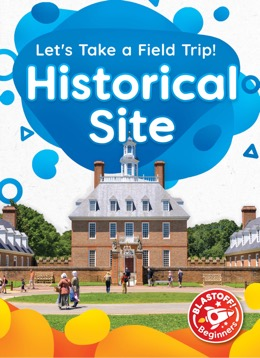 Let's Take a Field Trip!
Historical
Site
BLASTOFF!
Beginners